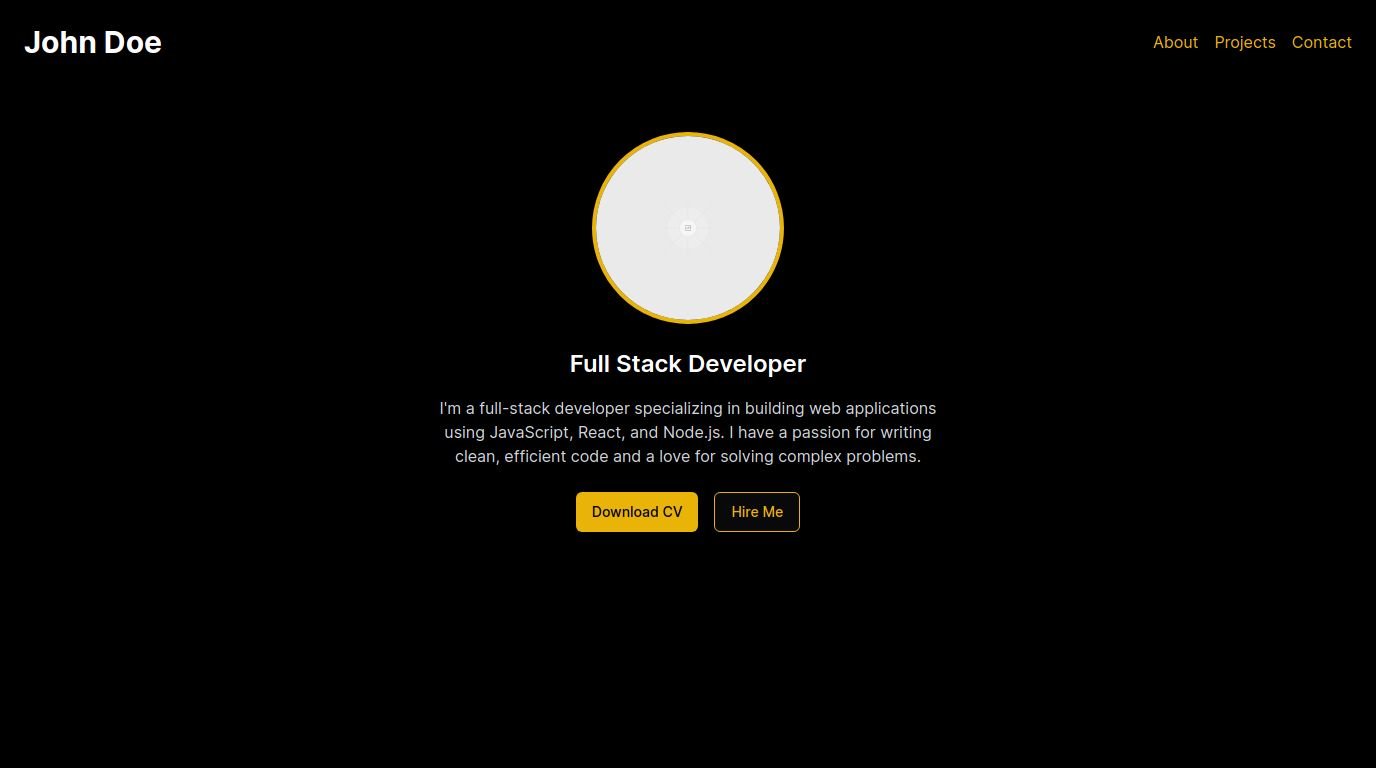 John Doe
About Projects Contact
Full Stack Developer
I'm a full-stack developer specializing in building web applications
using JavaScript, React, and Node.js. I have a passion for writing
clean, efficient code and a love for solving complex problems.
Download CV
Hire Me